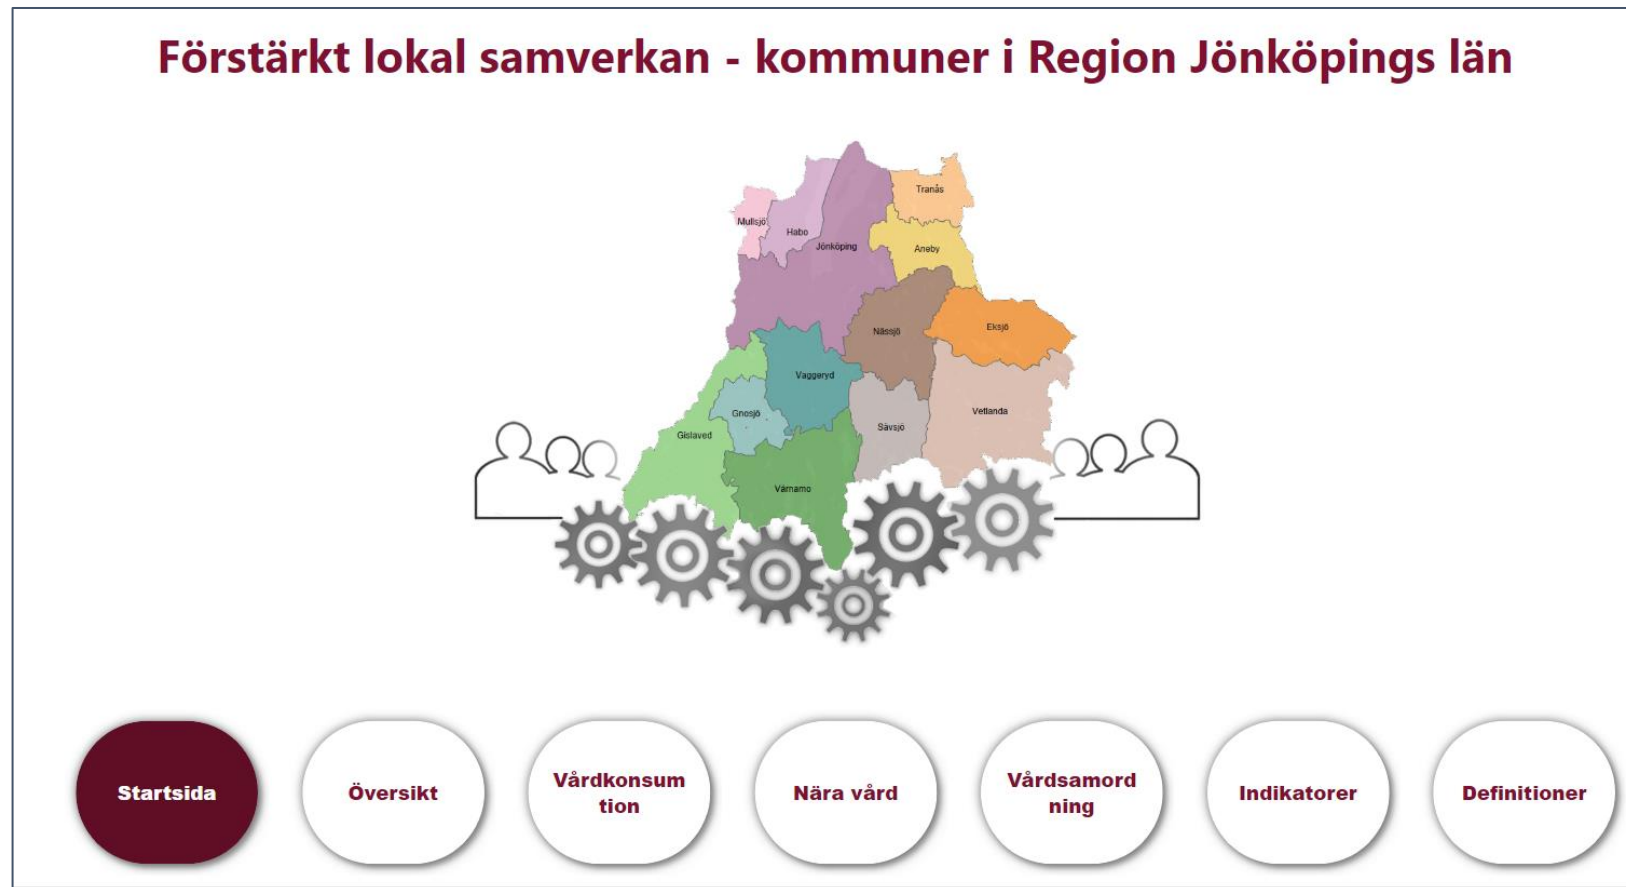 Förstärkt lokal samverkan - kommuner i Region Jönköpings län
Tranås
Mullsjö
Habo
Jönköping
Aneby
Nässjö
Eksjö
Vaggeryd
Gnosjö
Vetlanda
Gislaved
Sävsjö
Värnamo
Startsida
Översikt
Vårdkonsum
tion
Nära vård
Vårdsamord
ning
Indikatorer
Definitioner